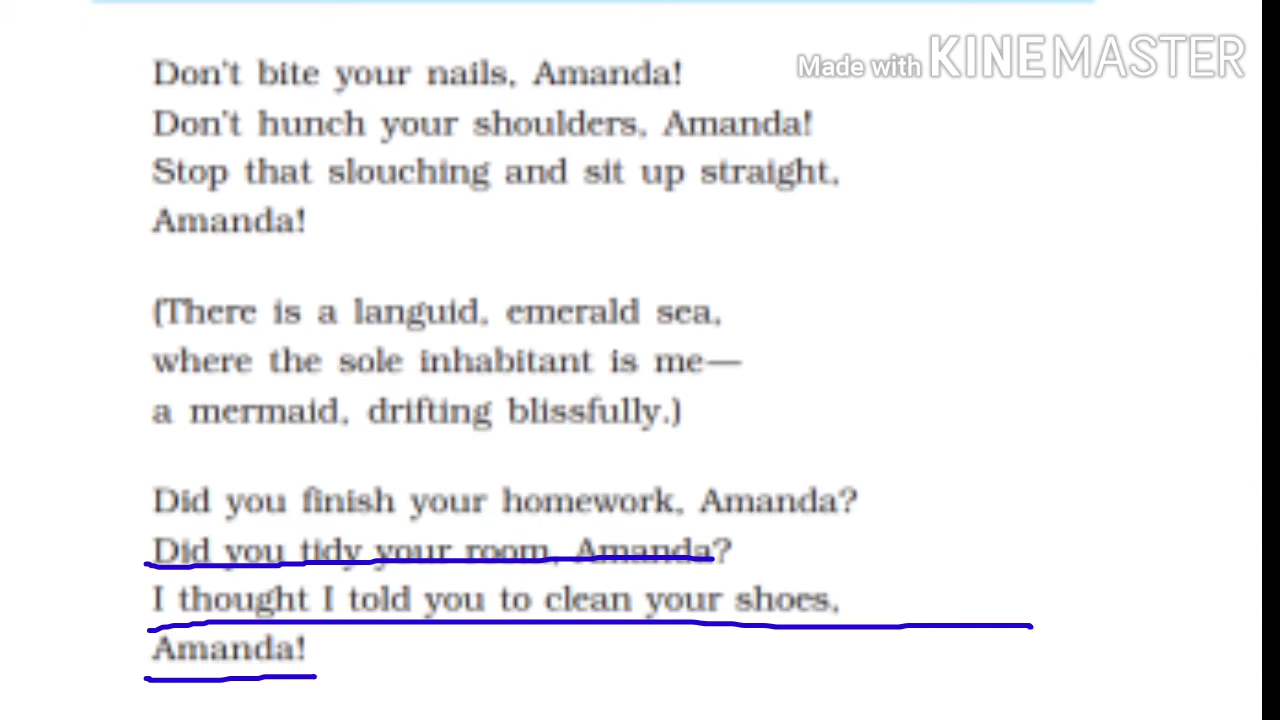 Made with KINEMASTER
Don't bite your nails, Amanda!
Don't hunch your shoulders, Amanda!
Stop that slouching and sit up straight,
Amanda!
(There is a languid, emerald sea,
where the sole inhabitant is me—
a mermaid, drifting blissfully.)
Did you finish your homework, Amanda?
Did you tidy your room, Amanda?
I thought I told you to clean your shoes,
Amanda!